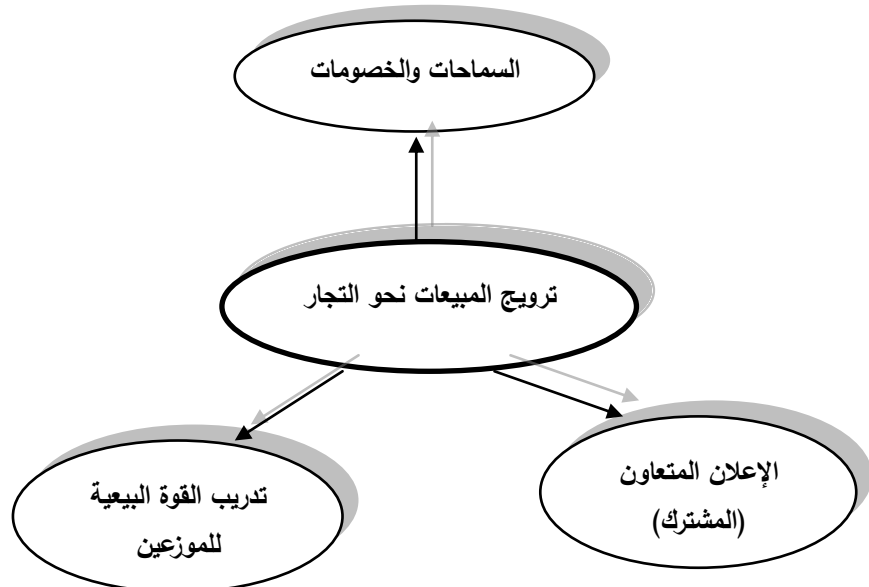 السماحات والخصومات
ترويج المبيعات نحو التجار
الإعلان المتعاون
(المشترك)
تدريب القوة البيعية
للموزعين